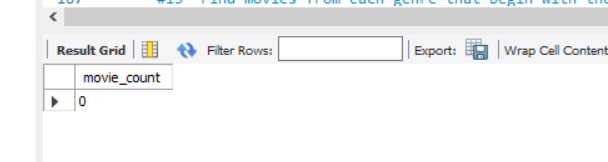 #15 Find movies from each genre that begin with the
Result Grid Filter Rows: Export: Wrap Cell Content
movie_count
0